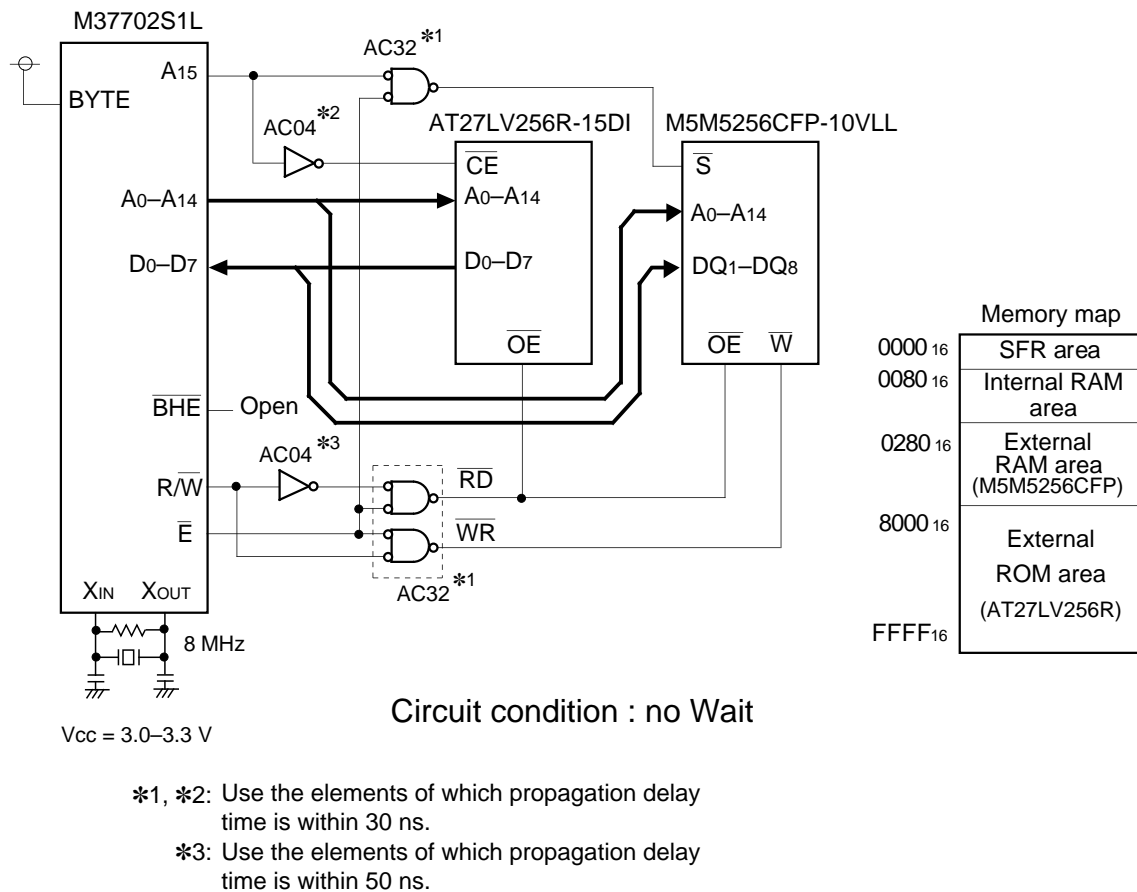 M37702S1L
AC32 *1
A15
BYTE
AC04 *2
AT27LV256R-15DI
M5M5256CFP-10VLL
CE
S
A0–A14
A0–A14
A0–A14
D0–D7
D0–D7
DQ1–DQ8
OE
OE
W
BHE
Open
AC04 *3
R/W
RD
E
WR
AC32 *1
XIN
XOUT
8 MHz
Vcc = 3.0–3.3 V
Circuit condition : no Wait
Memory map
0000 16
SFR area
0080 16
Internal RAM
area
0280 16
External
RAM area
(M5M5256CFP)
8000 16
External
ROM area
(AT27LV256R)
FFFF16
*1, *2: Use the elements of which propagation delay
time is within 30 ns.
*3: Use the elements of which propagation delay
time is within 50 ns.